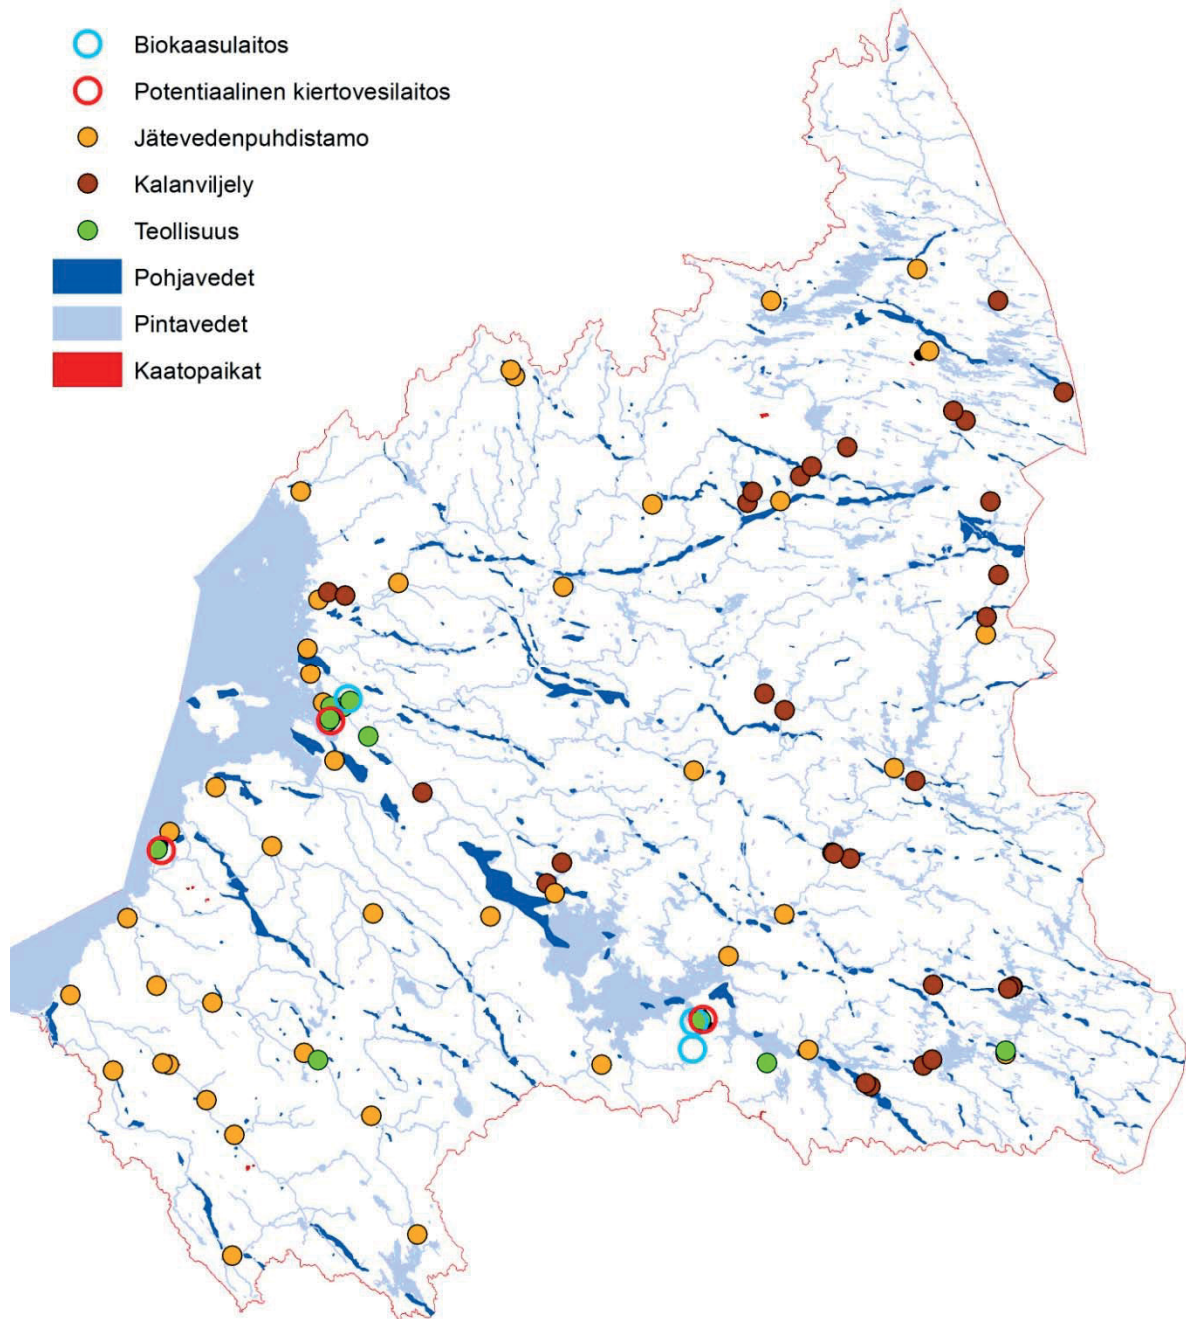 Biokaasulaitos
Potentiaalinen kiertovesilaitos
Jätevedenpuhdistamo
Kalanviljely
Teollisuus
Pohjavedet
Pintavedet
Kaatopaikat